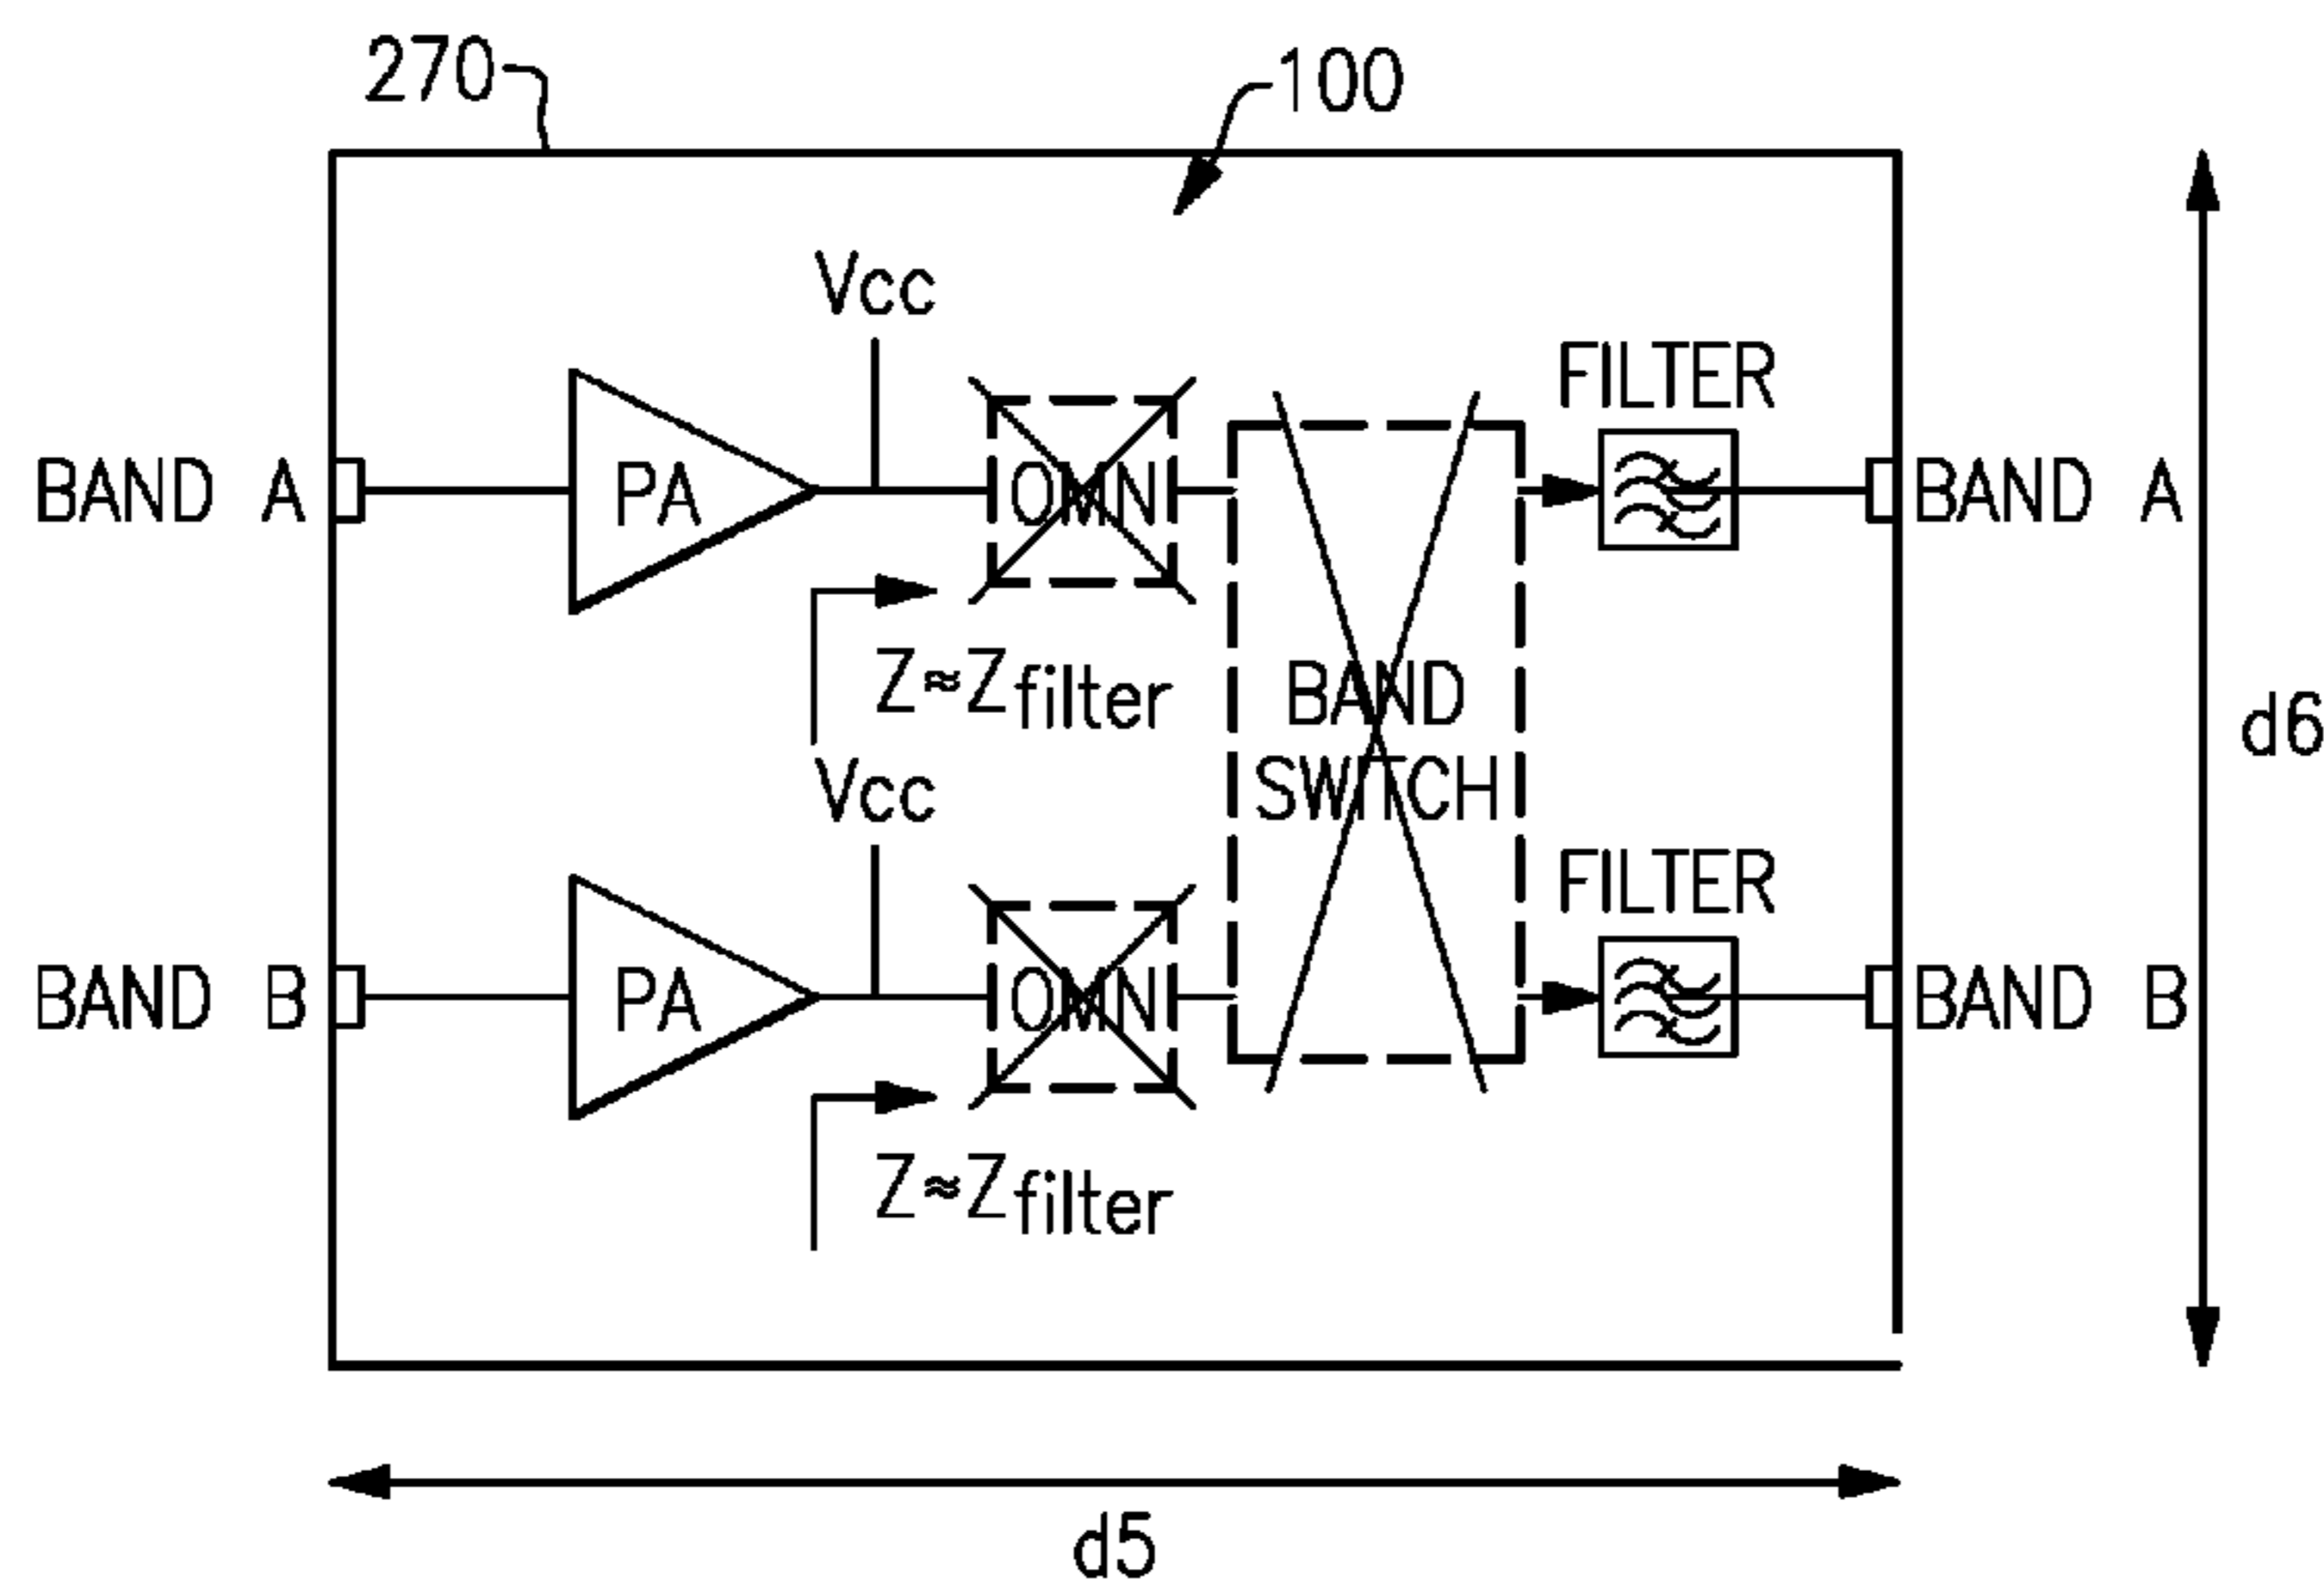 270
100
Vcc
FILTER
BAND A
PA
OMN
BAND A
Z≈Zfilter
BAND
SWITCH
d6
Vcc
FILTER
BAND B
PA
OMN
BAND B
Z≈Zfilter
d5